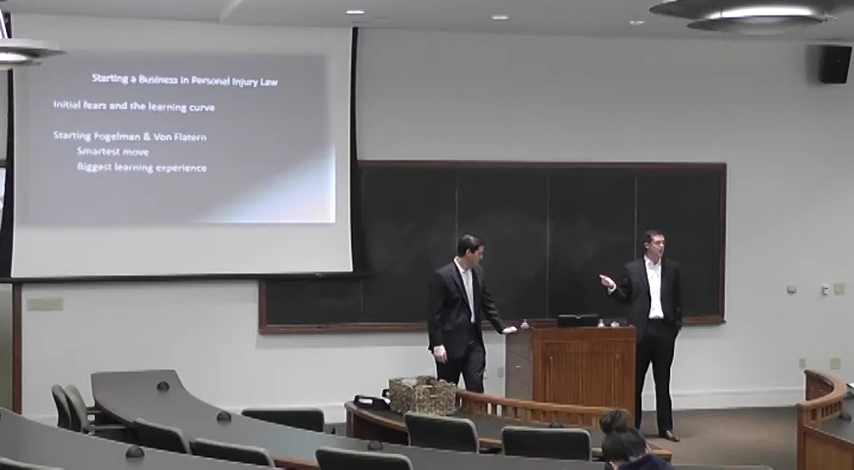 Starting a Business in Personal Injury Law
Initial fears and the learning curve
Starting Fogelman & Von Flatern
Smartest move
Biggest learning experience